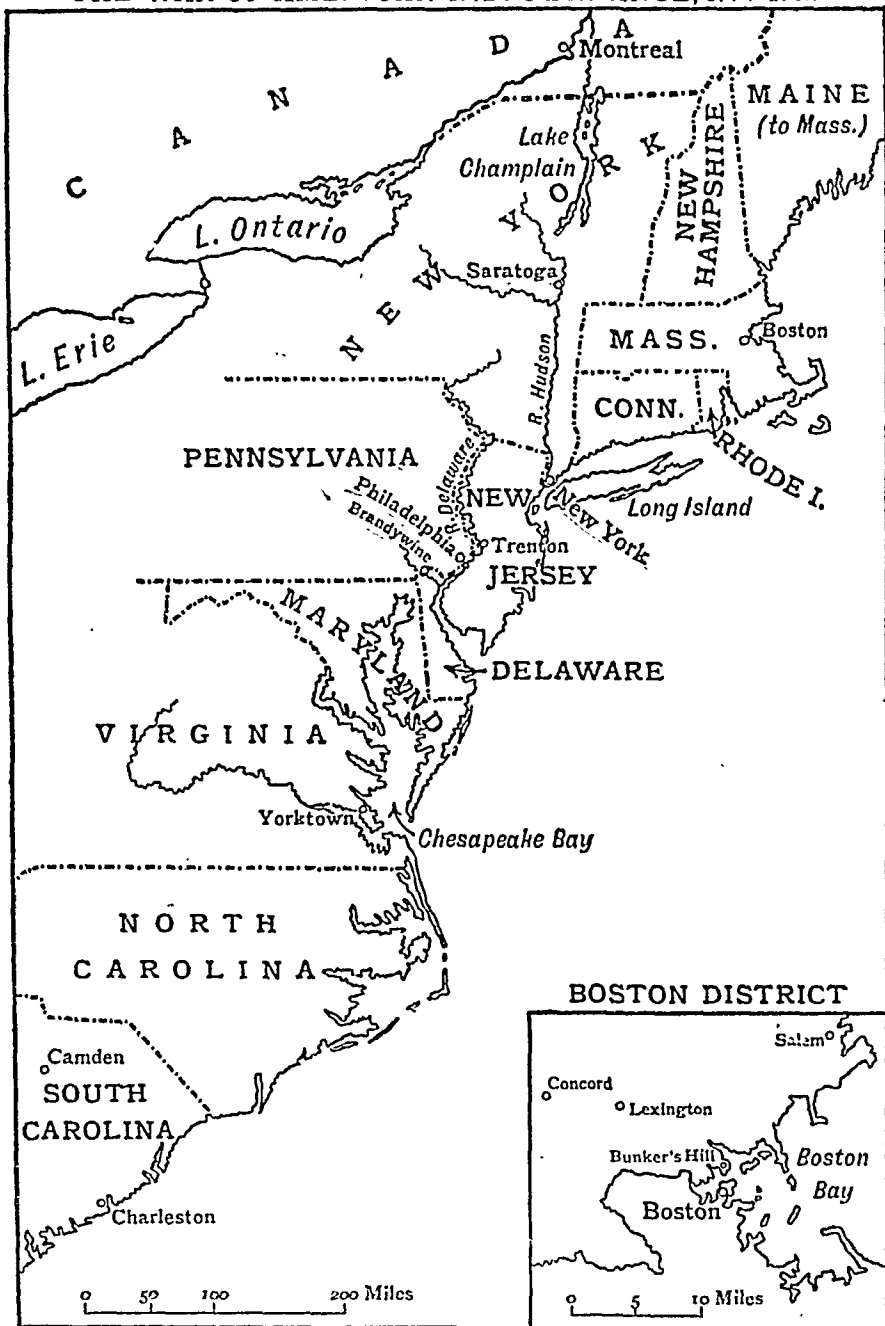 C A N A D A
Montreal
MAINE
(to Mass.)
Lake
Champlain
NEW
HAMPSHIRE
NEW YORK
L. Ontario
Saratoga
L. Erie
MASS.
Boston
R. Hudson
CONN.
RHODE I.
PENNSYLVANIA
R. Delaware
Philadelphia
Brandywine
NEW
JERSEY
New York
Long Island
Trenton
MARYLAND
DELAWARE
VIRGINIA
Yorktown
Chesapeake Bay
NORTH
CAROLINA
Camden
SOUTH
CAROLINA
Charleston
0 50 100 200 Miles
BOSTON DISTRICT
Salem
Concord
Lexington
Bunker's Hill
Boston
Boston
Bay
0 5 10 Miles